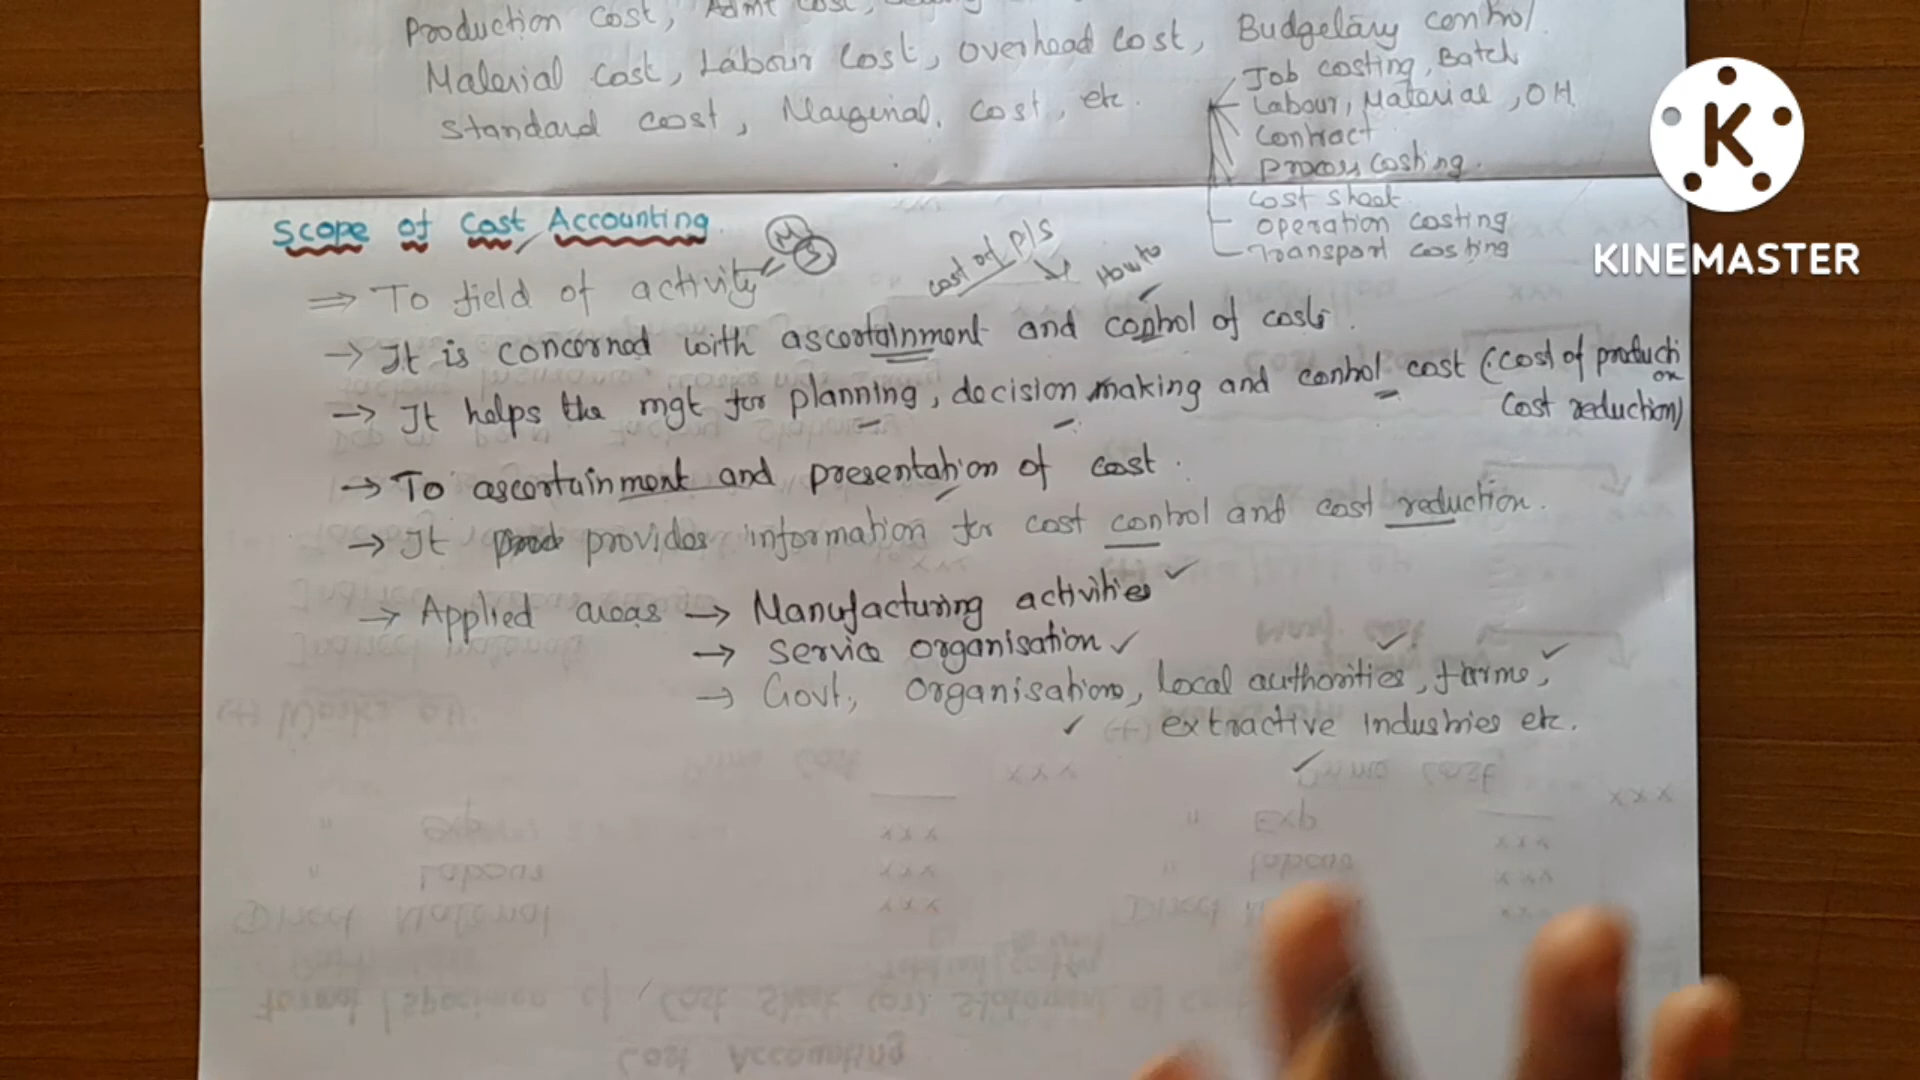 Production cost, Admt cost,
Material cost, Labour cost, overhead cost, Budgetary control.
Standard cost, Marginal. cost, etc.
Job costing, Batch
Labour, Material, OH
Contract
Process costing.
Cost sheet
operation costing
Transport costing
K
KINEMASTER
Scope of Cost Accounting
M
S
⇒ To field of activity
cost of P/S
How to
→ It is concerned with ascertainment and control of costs.
→ It helps the mgt for planning, decision making and control cost (cost of production
cost reduction)
→ To ascertainment and presentation of cost.
→ It provides information for cost control and cost reduction.
→ Applied areas → Manufacturing activities ✓
→ Service organisation ✓
→ Govt, organisations, local authorities, farms,
extractive industries etc.